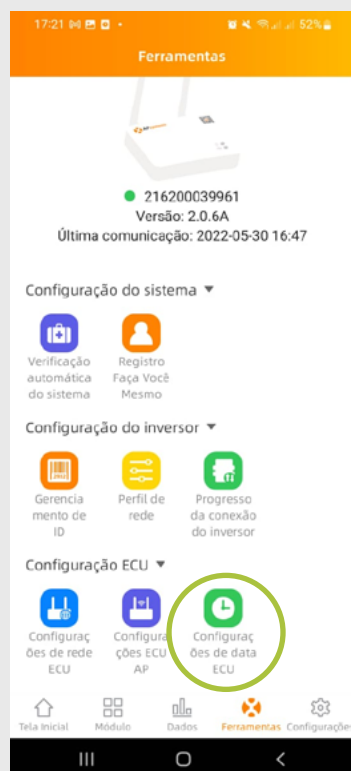 17:21
52%
Ferramentas
216200039961
Versão: 2.0.6A
Última comunicação: 2022-05-30 16:47
Configuração do sistema ▼
Verificação
automática
do sistema
Registro
Faça Você
Mesmo
Configuração do inversor ▼
Gerencia
mento de
ID
Perfil de
rede
Progresso
da conexão
do inversor
Configuração ECU ▼
Configuraç
ões de rede
ECU
Configura
ções ECU
AP
Configuraç
ões de data
ECU
Tela Inicial
Módulo
Dados
Ferramentas
Configurações